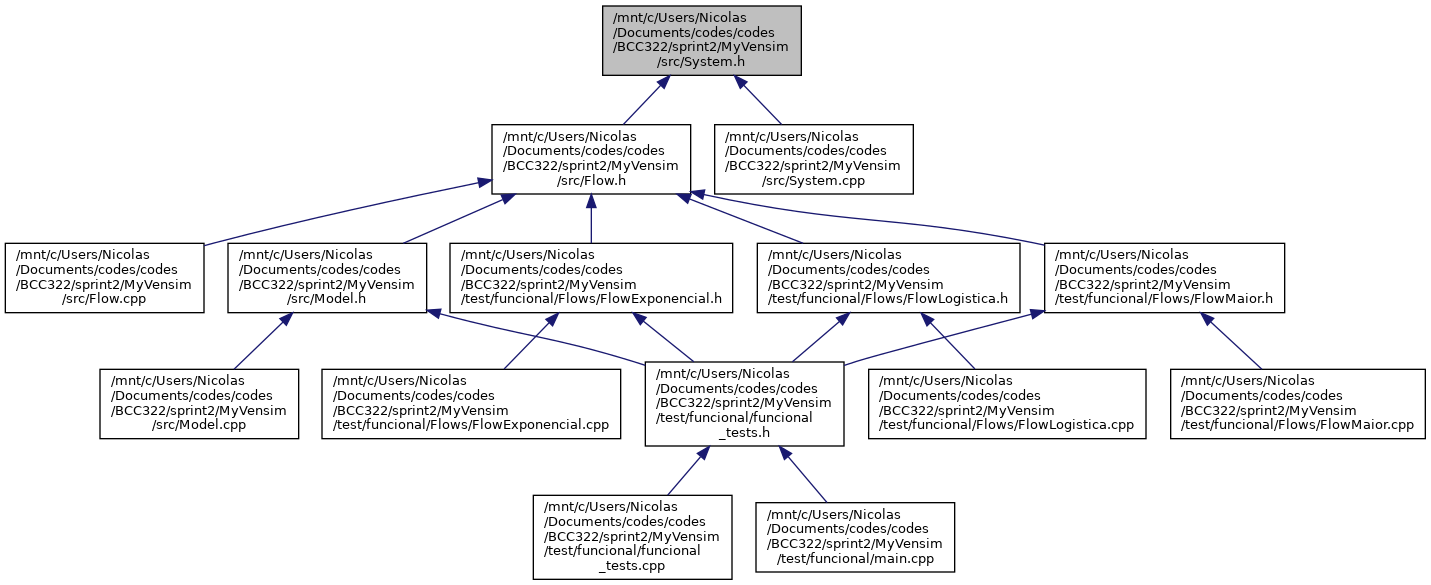 /mnt/c/Users/Nicolas
/Documents/codes/codes
/BCC322/sprint2/MyVensim
/src/System.h
/mnt/c/Users/Nicolas
/Documents/codes/codes
/BCC322/sprint2/MyVensim
/src/Flow.h
/mnt/c/Users/Nicolas
/Documents/codes/codes
/BCC322/sprint2/MyVensim
/src/System.cpp
/mnt/c/Users/Nicolas
/Documents/codes/codes
/BCC322/sprint2/MyVensim
/src/Flow.cpp
/mnt/c/Users/Nicolas
/Documents/codes/codes
/BCC322/sprint2/MyVensim
/src/Model.h
/mnt/c/Users/Nicolas
/Documents/codes/codes
/BCC322/sprint2/MyVensim
/test/funcional/Flows/FlowExponencial.h
/mnt/c/Users/Nicolas
/Documents/codes/codes
/BCC322/sprint2/MyVensim
/test/funcional/Flows/FlowLogistica.h
/mnt/c/Users/Nicolas
/Documents/codes/codes
/BCC322/sprint2/MyVensim
/test/funcional/Flows/FlowMaior.h
/mnt/c/Users/Nicolas
/Documents/codes/codes
/BCC322/sprint2/MyVensim
/src/Model.cpp
/mnt/c/Users/Nicolas
/Documents/codes/codes
/BCC322/sprint2/MyVensim
/test/funcional/Flows/FlowExponencial.cpp
/mnt/c/Users/Nicolas
/Documents/codes/codes
/BCC322/sprint2/MyVensim
/test/funcional/funcional
_tests.h
/mnt/c/Users/Nicolas
/Documents/codes/codes
/BCC322/sprint2/MyVensim
/test/funcional/Flows/FlowLogistica.cpp
/mnt/c/Users/Nicolas
/Documents/codes/codes
/BCC322/sprint2/MyVensim
/test/funcional/Flows/FlowMaior.cpp
/mnt/c/Users/Nicolas
/Documents/codes/codes
/BCC322/sprint2/MyVensim
/test/funcional/funcional
_tests.cpp
/mnt/c/Users/Nicolas
/Documents/codes/codes
/BCC322/sprint2/MyVensim
/test/funcional/main.cpp